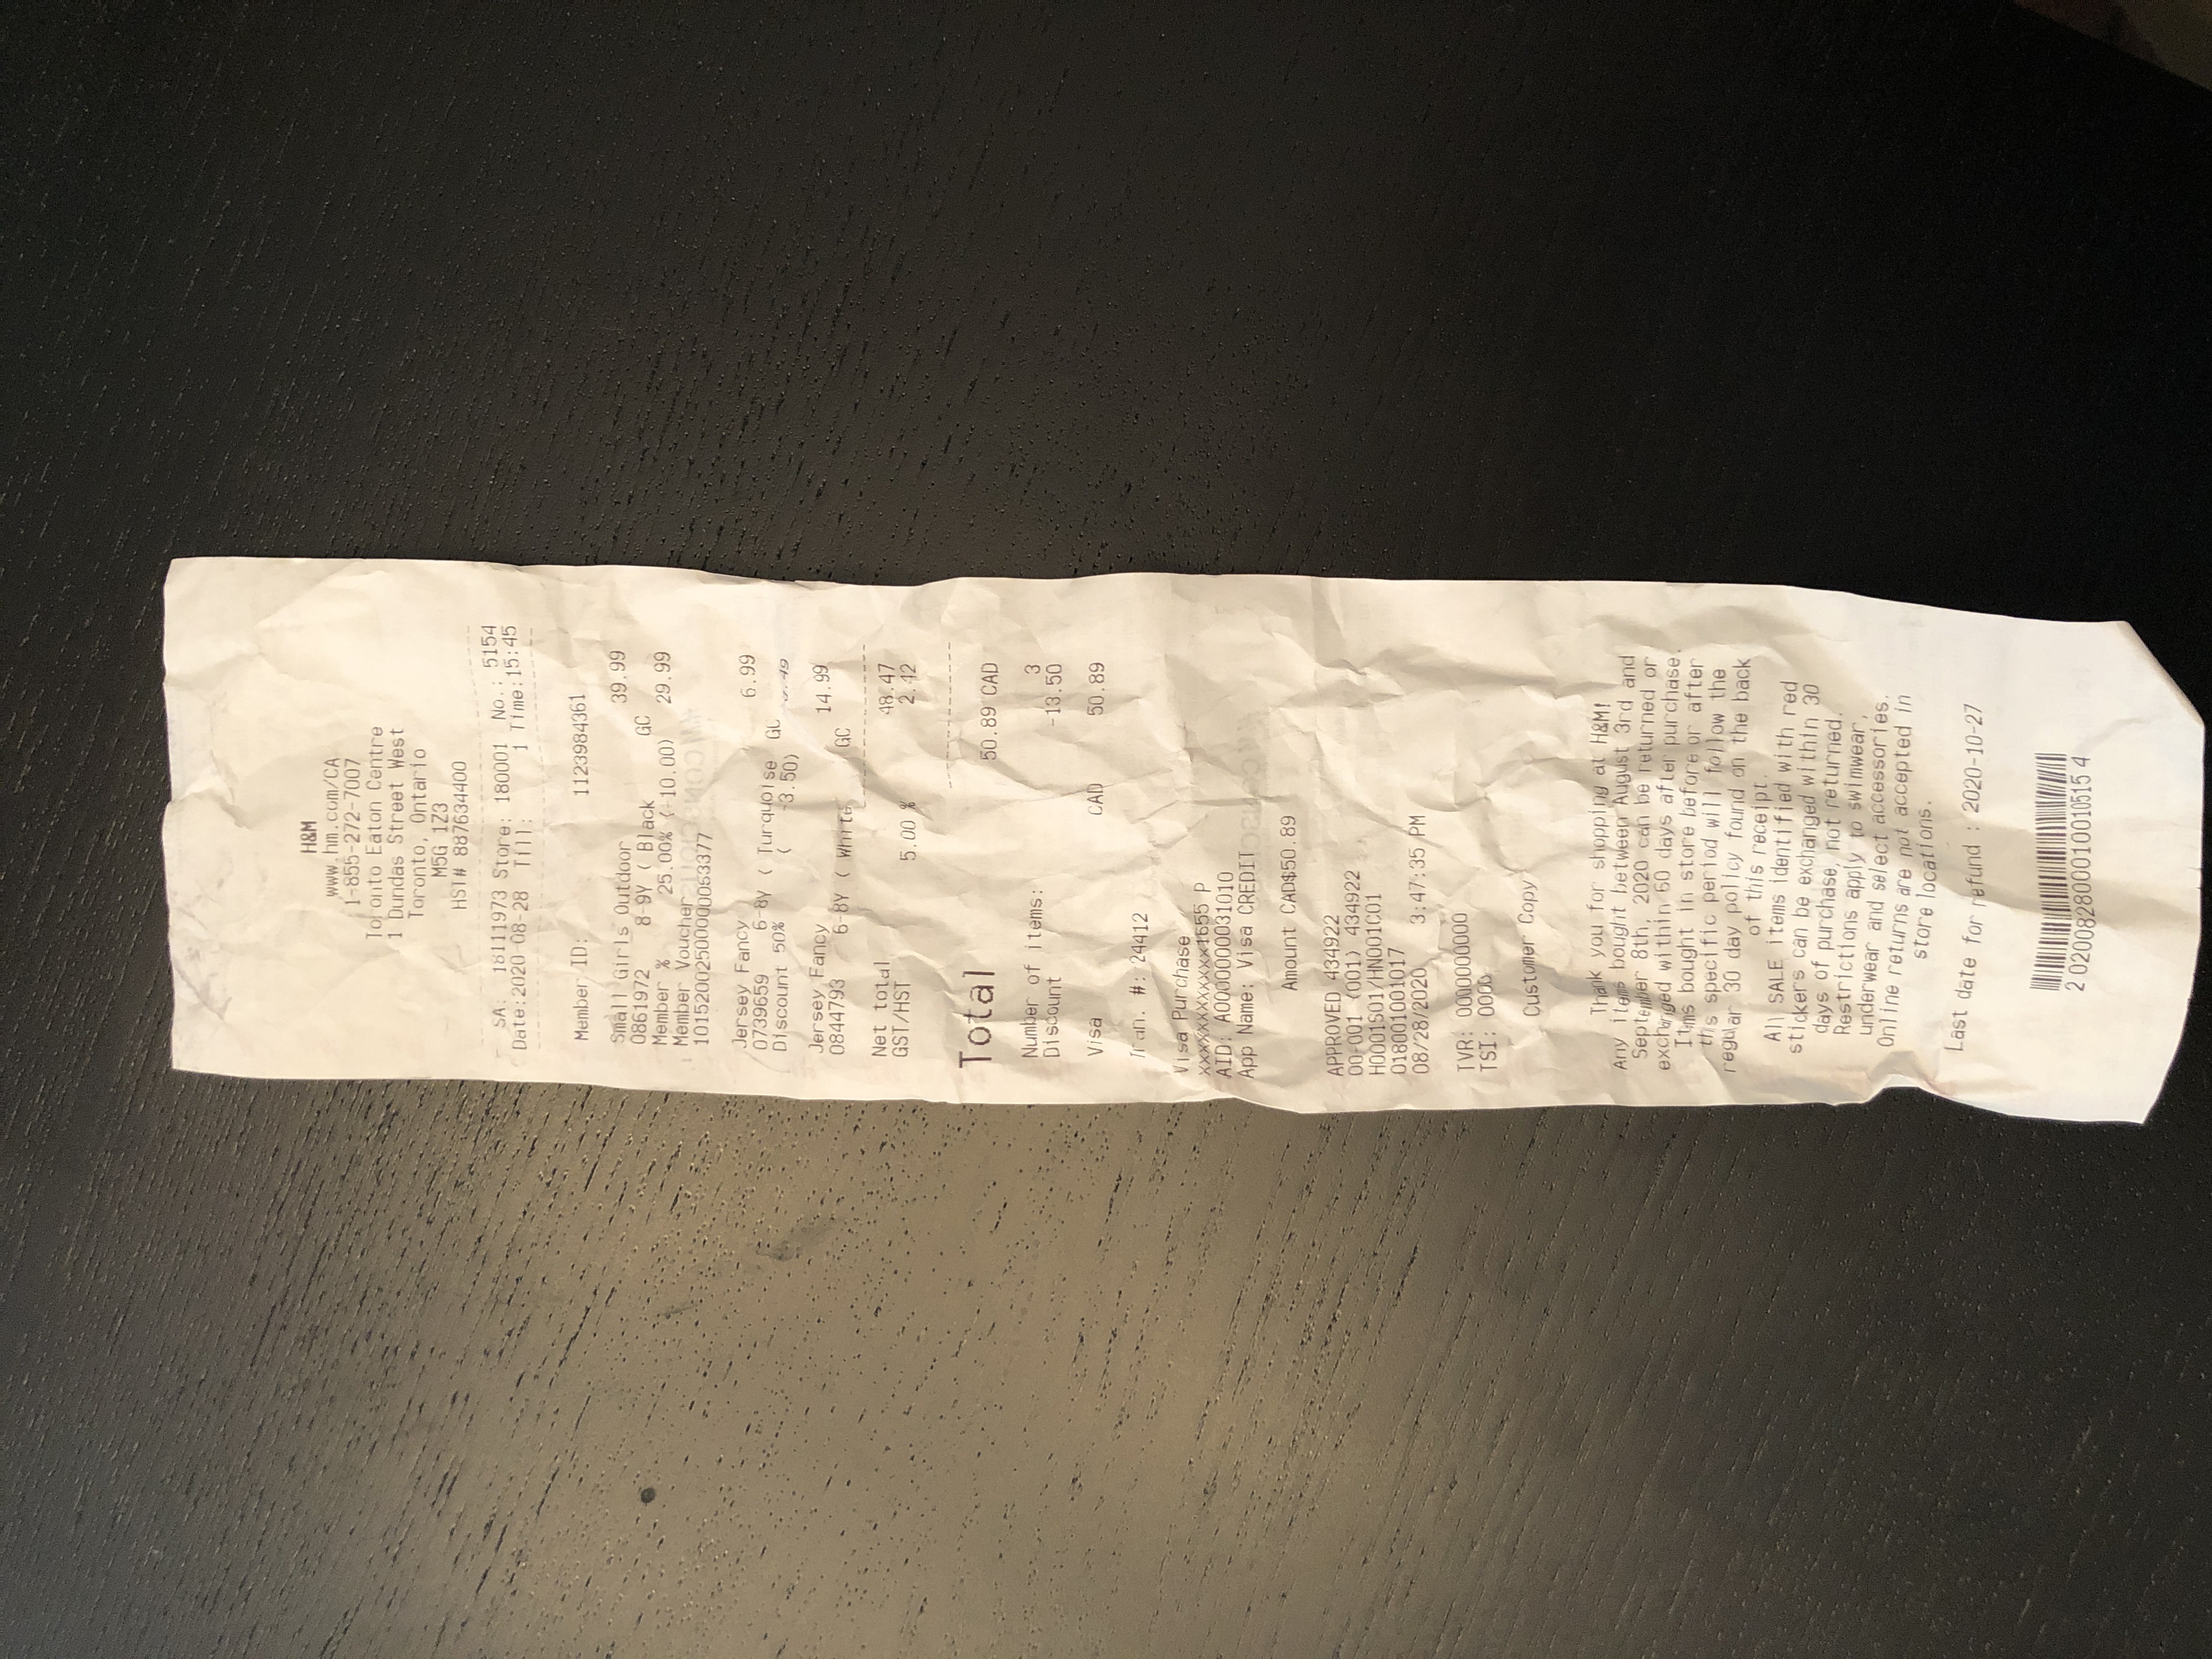 H&M
www.hm.com/CA
1-855-272-7007
Toronto Eaton Centre
1 Dundas Street West
Toronto, Ontario
M5G 1Z3
HST# 887634400
SA: 18111973 Store: 180001 No.: 5154
Date:2020-08-28 Till: 1 Time:15:45
Member ID: 1123984361
Small Girls Outdoor 39.99
0861972 8-9Y ( Black GC
Member % 25.00% (-10.00) 29.99
Member Voucher
Jersey Fancy 6.99
0739659 6-8Y ( Turquoise GC
Discount 50% ( -3.50)
Jersey Fancy 14.99
0844793 6-8Y ( White GC
Net total 48.47
GST/HST 5.00 % 2.42
Total 50.89 CAD
Number of items: 3
Discount -13.50
Visa CAD 50.89
Tran. #: 24412
Visa Purchase
xxxxxxxxxxxx1655 P
AID: A0000000031010
App Name: Visa CREDIT
Amount CAD$50.89
APPROVED 434922
00-001 (001) 434922
H0001S01/HN001C01
018001001017
08/28/2020 3:47:35 PM
TVR: 0000000000
TSI: 0000
Customer Copy
Thank you for shopping at H&M!
Any items bought between August 3rd and
September 8th, 2020 can be returned or
exchanged within 60 days after purchase.
Items bought in store before or after
this specific period will follow the
regular 30 day policy found on the back
of this receipt.
All SALE items identified with red
stickers can be exchanged within 30
days of purchase, not returned.
Restrictions apply to swimwear,
underwear and select accessories.
Online returns are not accepted in
store locations.
Last date for refund : 2020-10-27
2 020082800010010515 4